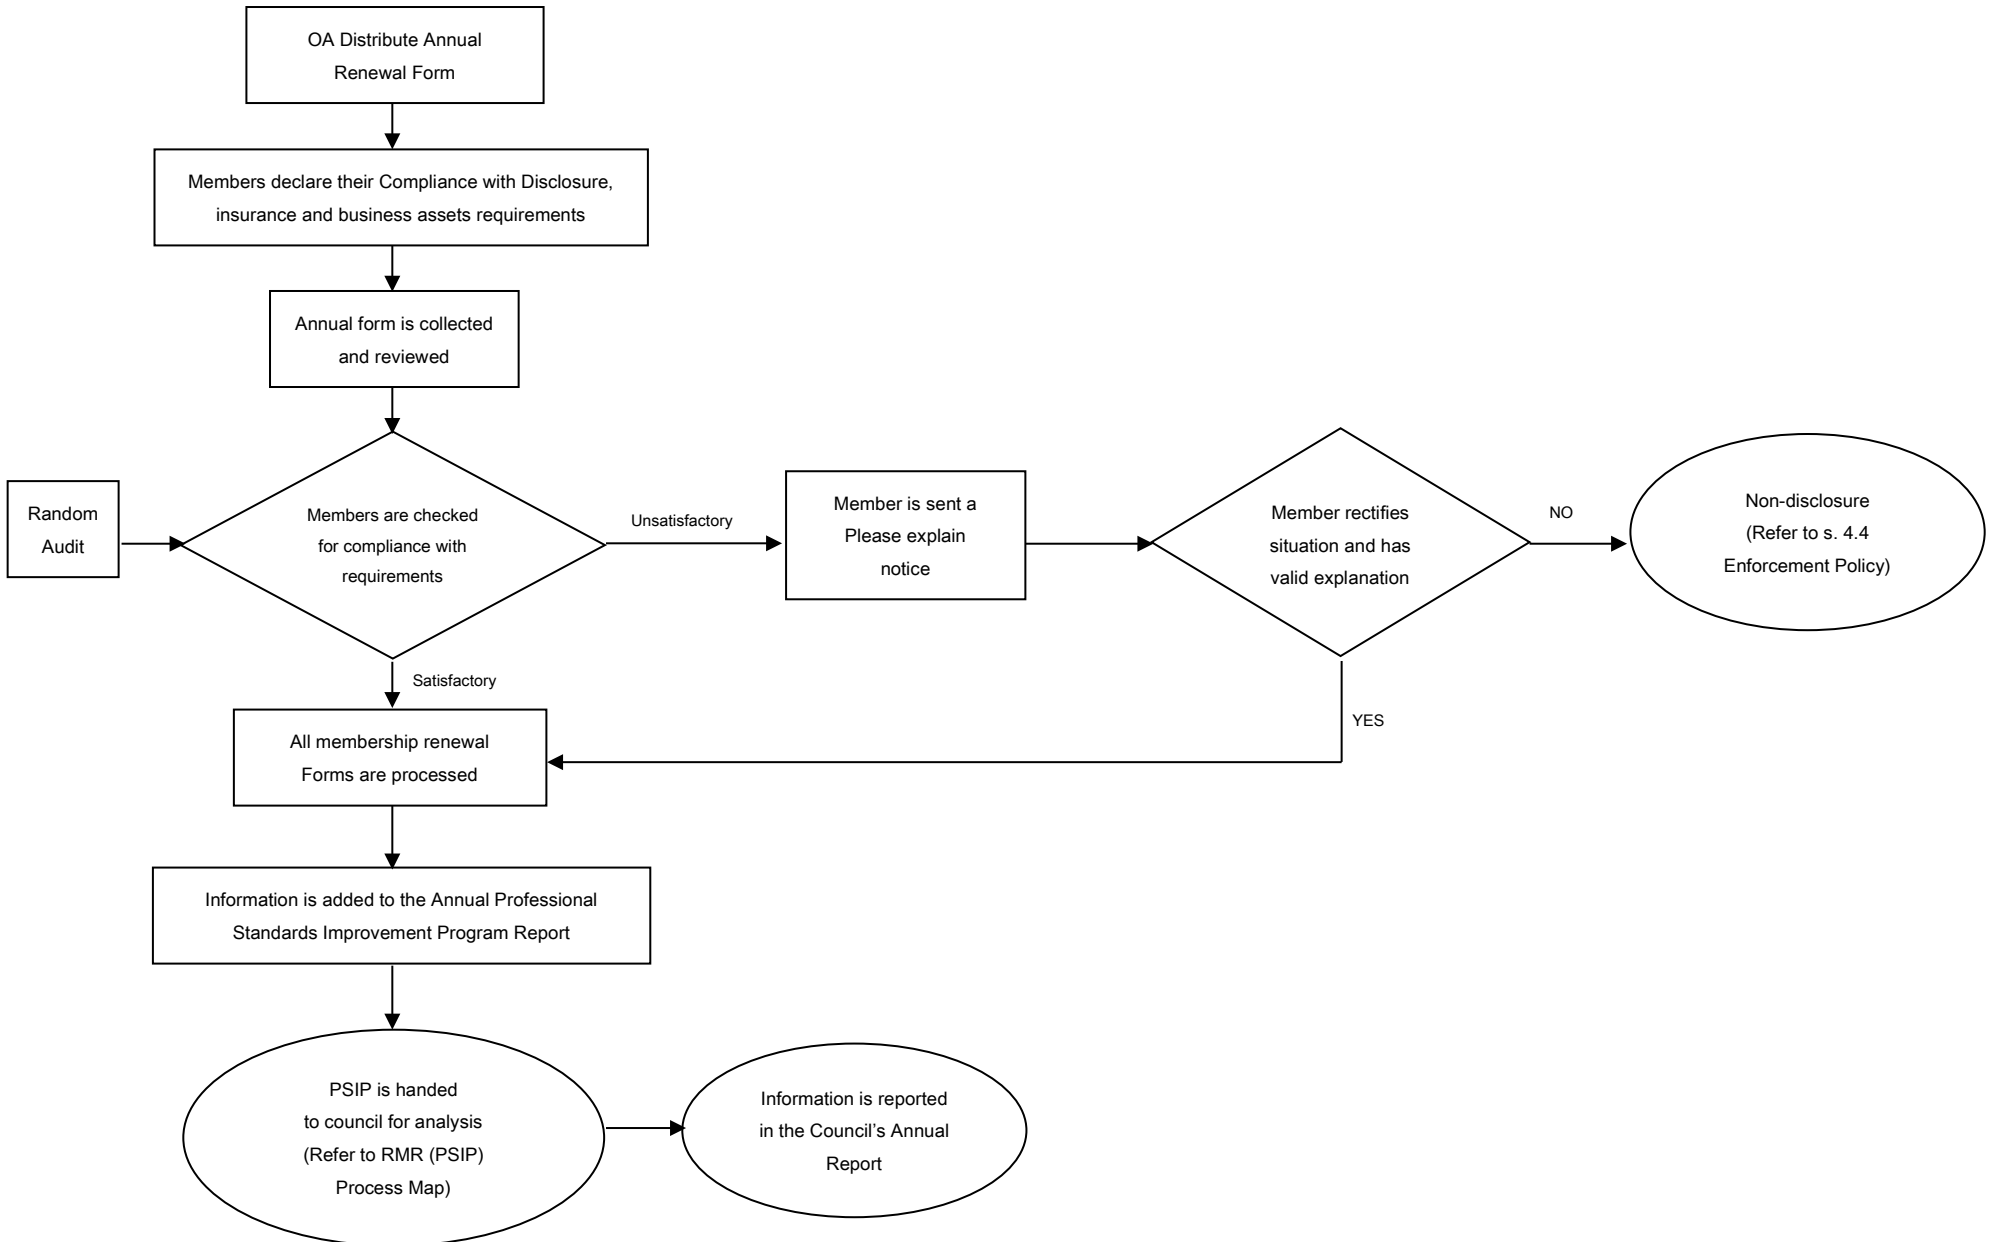 OA Distribute Annual
Renewal Form
Members declare their Compliance with Disclosure,
insurance and business assets requirements
Annual form is collected
and reviewed
Random
Audit
Members are checked
for compliance with
requirements
Unsatisfactory
Member is sent a
Please explain
notice
Member rectifies
situation and has
valid explanation
NO
Non-disclosure
(Refer to s. 4.4
Enforcement Policy)
Satisfactory
YES
All membership renewal
Forms are processed
Information is added to the Annual Professional
Standards Improvement Program Report
PSIP is handed
to council for analysis
(Refer to RMR (PSIP)
Process Map)
Information is reported
in the Council’s Annual
Report